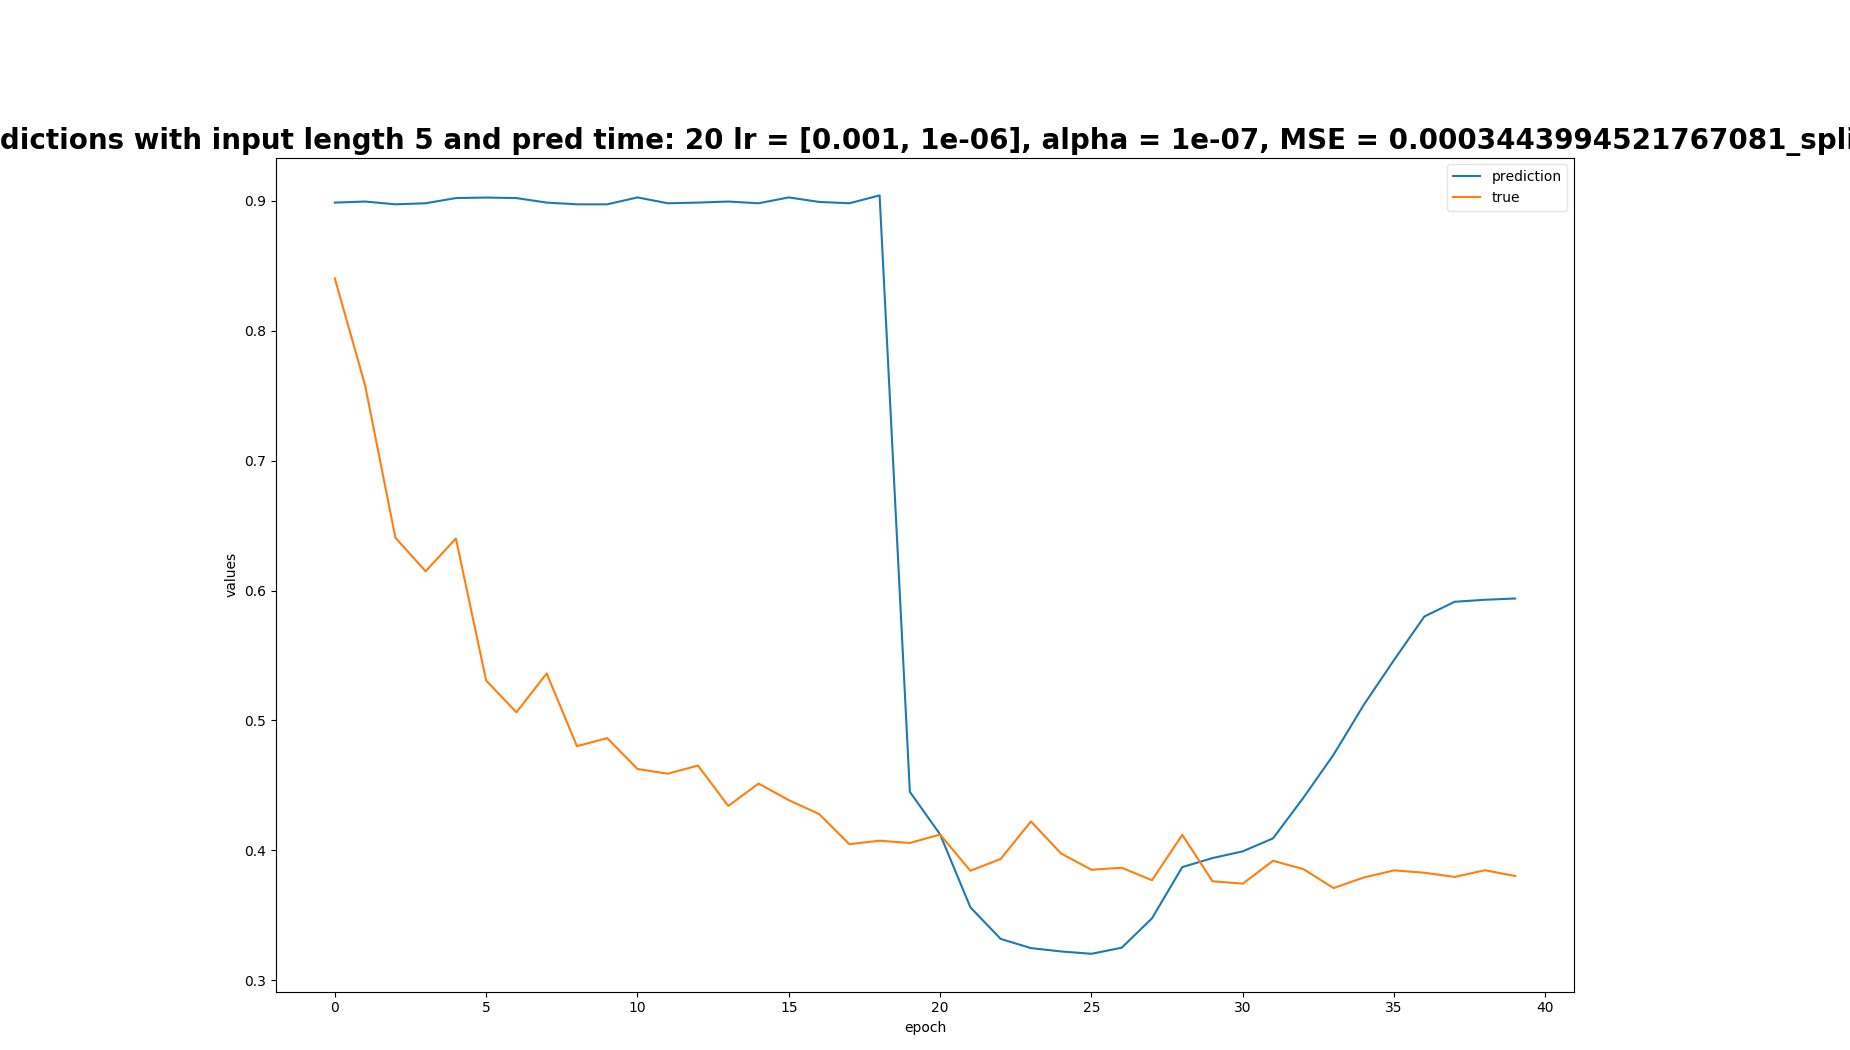 dictions with input length 5 and pred time: 20 lr = [0.001, 1e-06], alpha = 1e-07, MSE = 0.0003443994521767081_spli
prediction
true
0.9
0.8
0.7
0.6
0.5
0.4
0.3
values
0 5 10 15 20 25 30 35 40
epoch